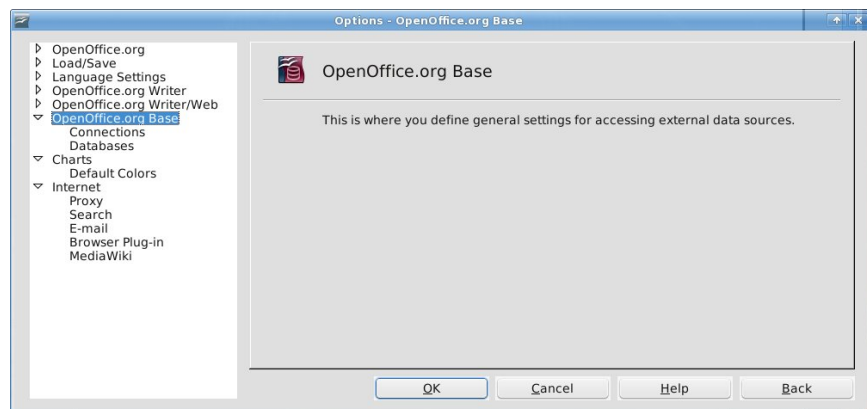 Options - OpenOffice.org Base
OpenOffice.org
Load/Save
Language Settings
OpenOffice.org Writer
OpenOffice.org Writer/Web
OpenOffice.org Base
Connections
Databases
Charts
Default Colors
Internet
Proxy
Search
E-mail
Browser Plug-in
MediaWiki
OpenOffice.org Base
This is where you define general settings for accessing external data sources.
OK
Cancel
Help
Back